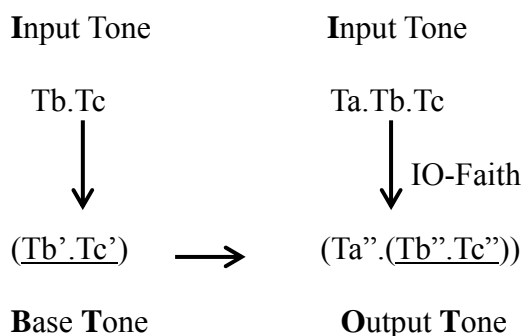 Input Tone Input Tone
Tb.Tc Ta.Tb.Tc
IO-Faith
(Tb’.Tc’) (Ta”.(Tb”.Tc”))
Base Tone Output Tone